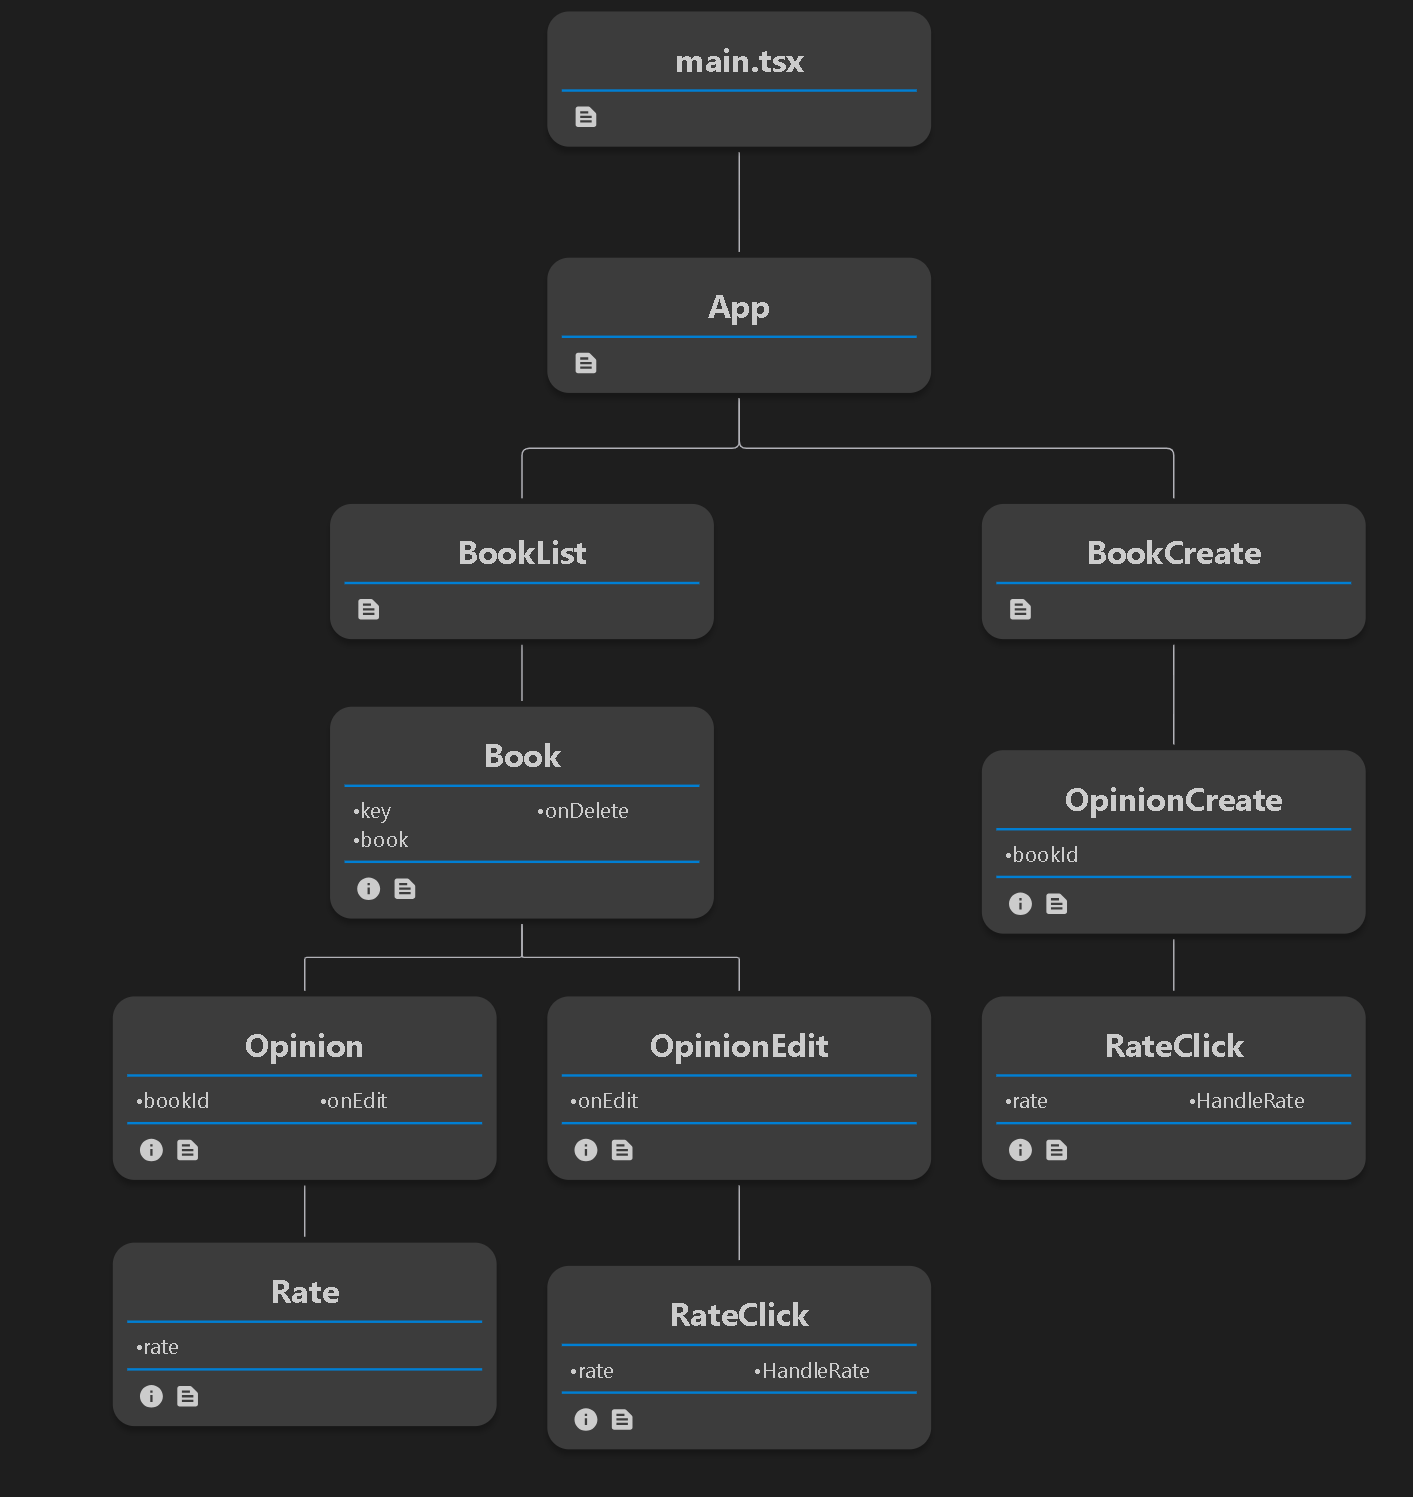 main.tsx
App
BookList
BookCreate
Book
•key •onDelete
•book
OpinionCreate
•bookId
Opinion
•bookId •onEdit
OpinionEdit
•onEdit
RateClick
•rate •HandleRate
Rate
•rate
RateClick
•rate •HandleRate